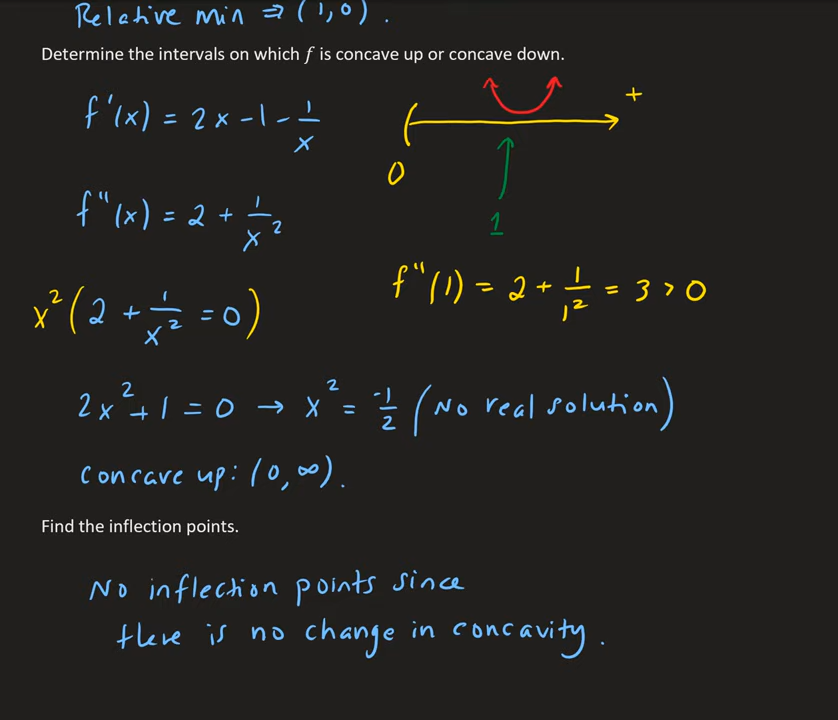 Relative min ⇒ (1,0).
Determine the intervals on which f is concave up or concave down.
f'(x) = 2x - 1 - 1/x
+
0
1
f"(x) = 2 + 1/x²
f"(1) = 2 + 1/1² = 3 > 0
x²(2 + 1/x² = 0)
2x² + 1 = 0 → x² = -1/2 (No real solution)
concave up: (0, ∞).
Find the inflection points.
No inflection points since
there is no change in concavity.